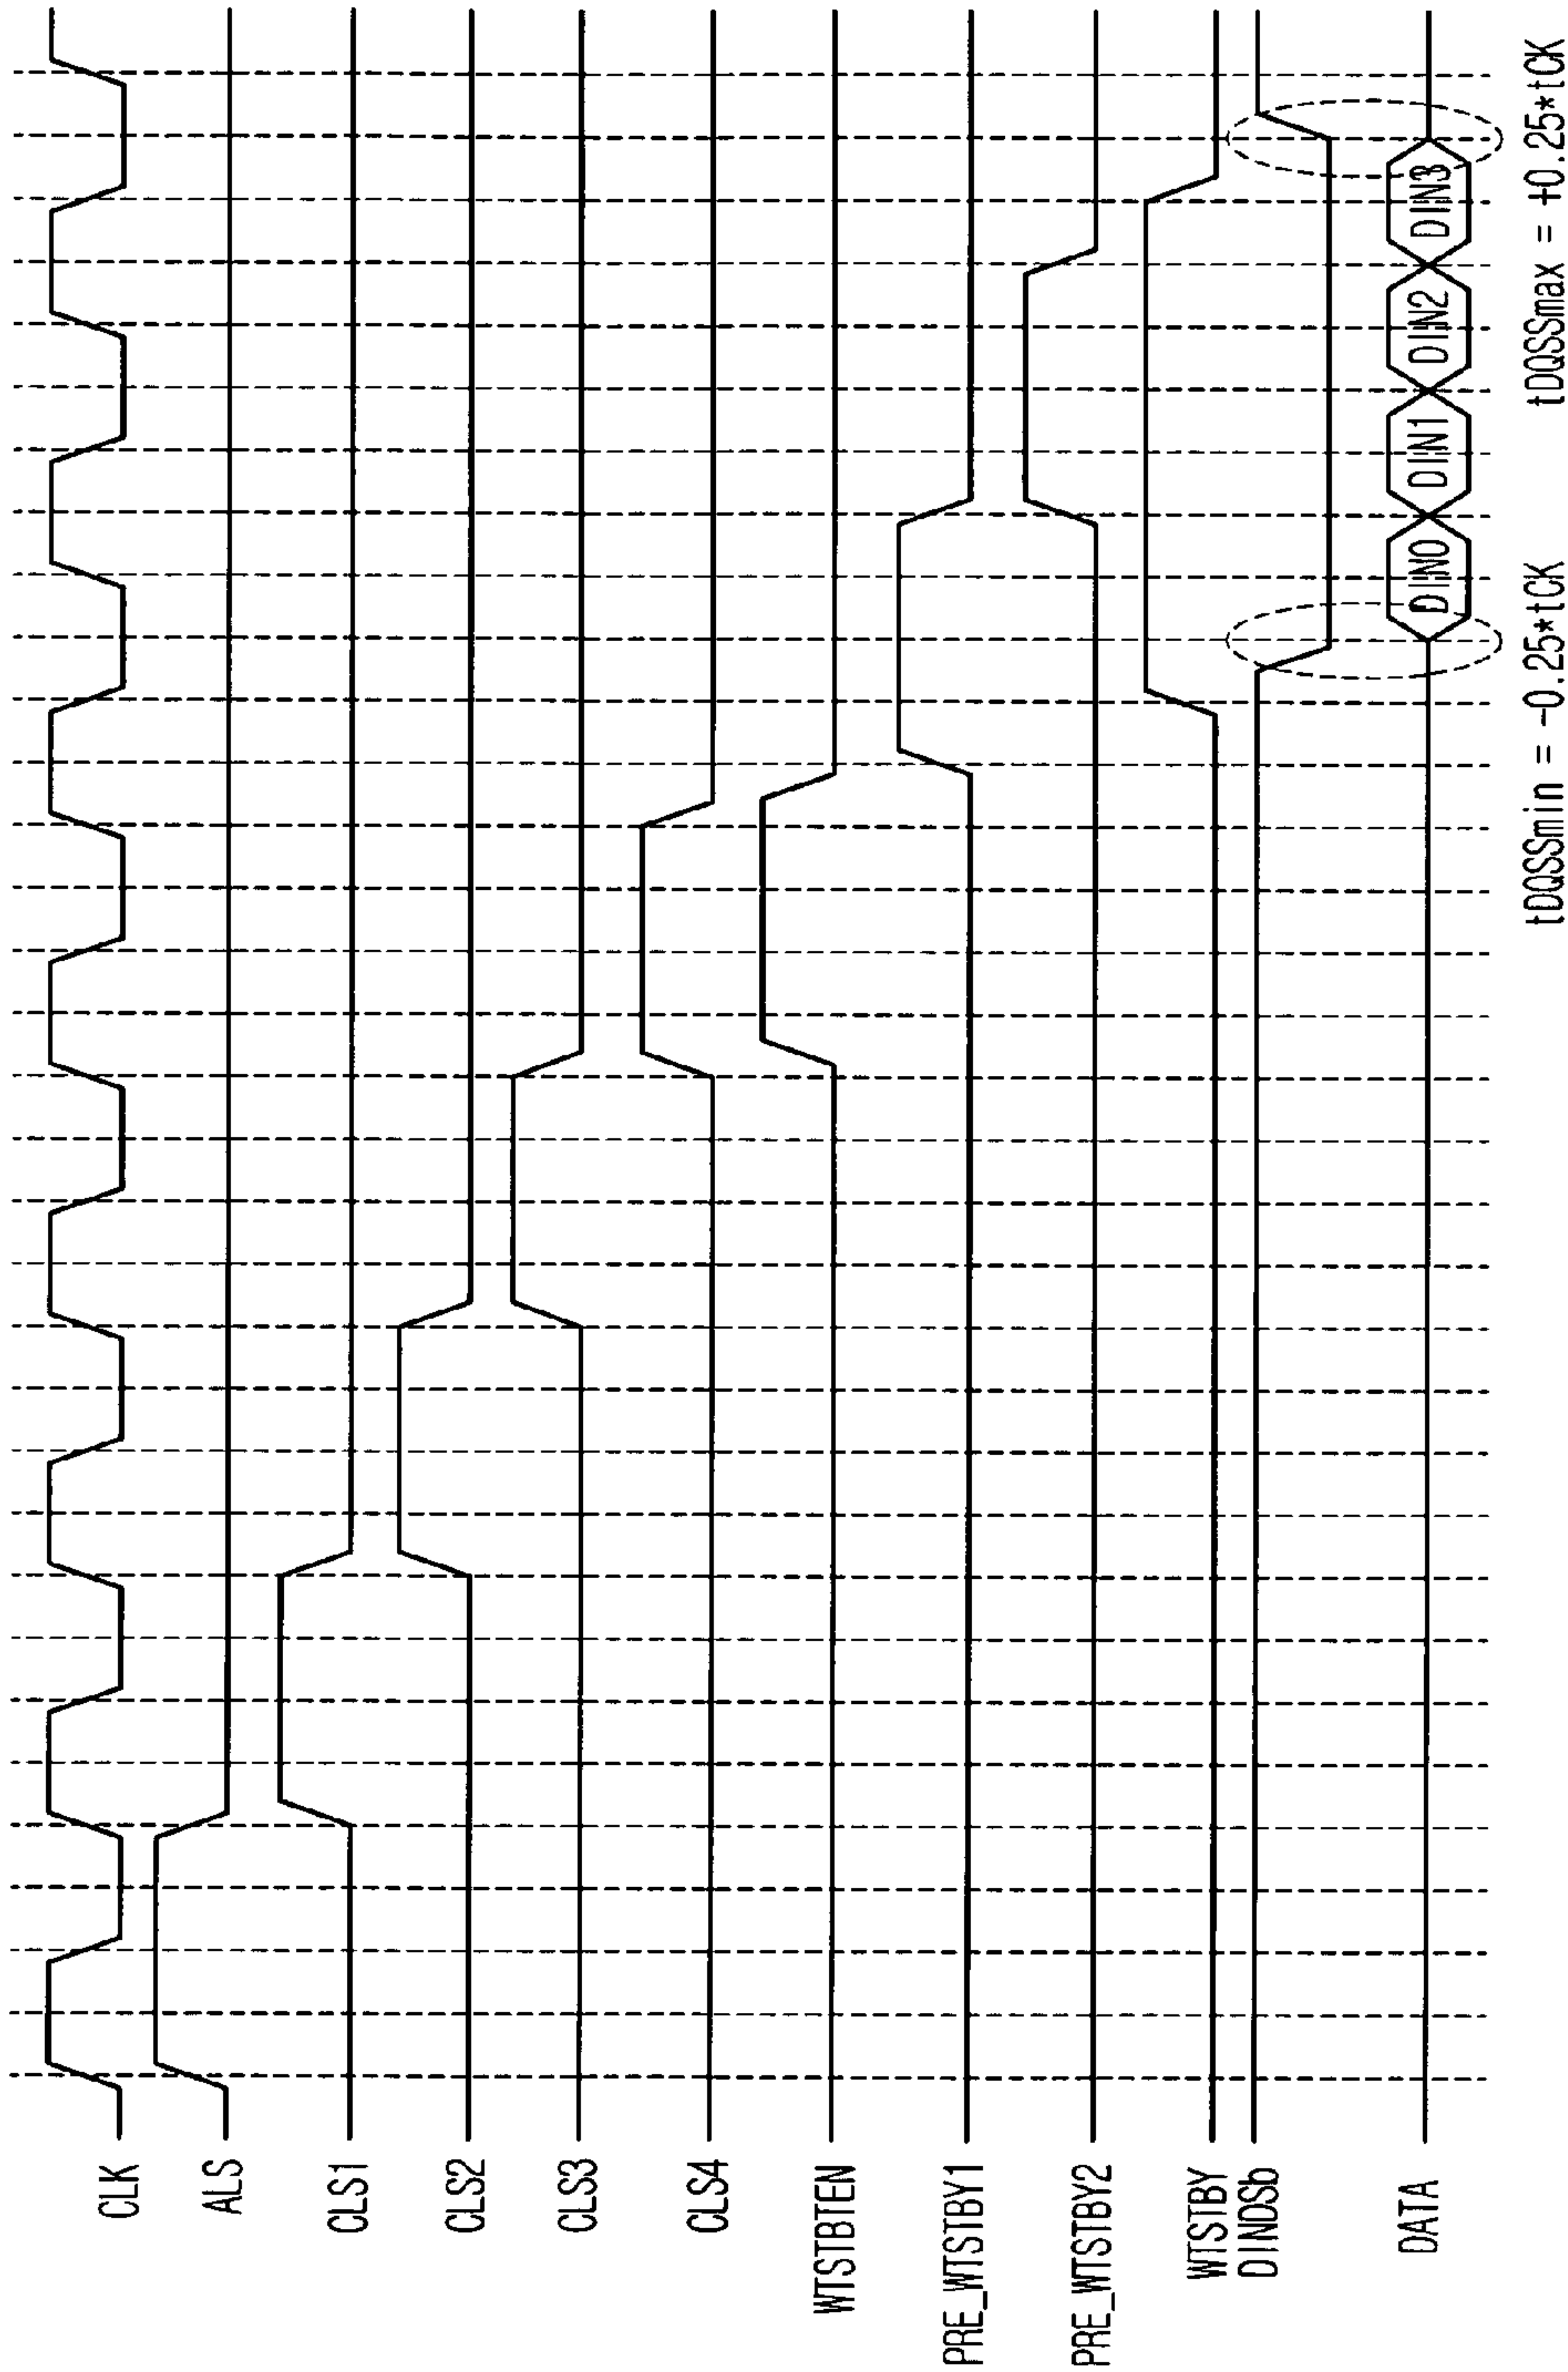 CLK
ALS
CLS1
CLS2
CLS3
CLS4
WTSTBTEN
PRE_WTSTBY1
PRE_WTSTBY2
WTSTBY
DINDSb
DATA
DIN0
DIN1
DIN2
DIN3
tDQSSmin = -0.25*tCK
tDQSSmax = +0.25*tCK